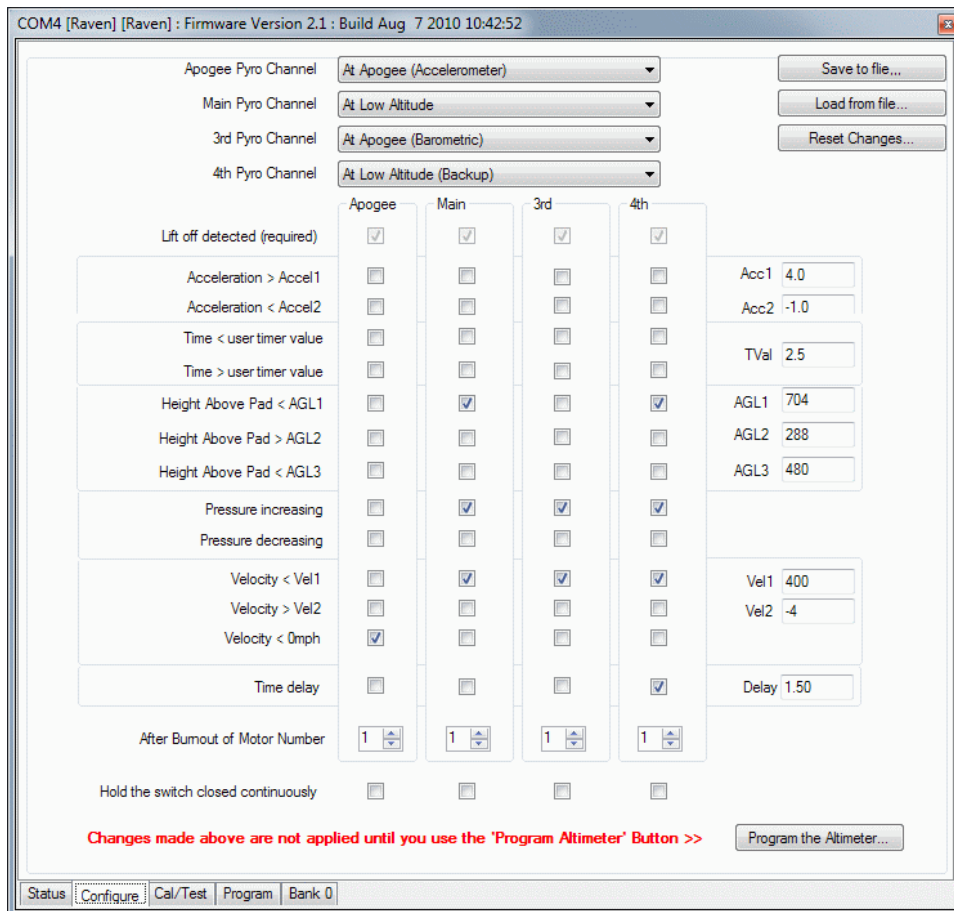 COM4 [Raven] [Raven] : Firmware Version 2.1 : Build Aug 7 2010 10:42:52
Apogee Pyro Channel At Apogee (Accelerometer) Save to flie,,,
Main Pyro Channel At Low Altitude Load from file...
3rd Pyro Channel At Apogee (Barometric) Reset Changes...
4th Pyro Channel At Low Altitude (Backup)
Apogee Main 3rd 4th
Lift off detected (required)
Acceleration > Accel1 Acc1 4.0
Acceleration < Accel2 Acc2 -1.0
Time < user timer value
TVal 2.5
Time > user timer value
Height Above Pad < AGL1 AGL1 704
Height Above Pad > AGL2 AGL2 288
Height Above Pad < AGL3 AGL3 480
Pressure increasing
Pressure decreasing
Velocity < Vel1 Vel1 400
Velocity > Vel2 Vel2 -4
Velocity < 0mph
Time delay Delay 1.50
After Burnout of Motor Number 1 1 1 1
Hold the switch closed continuously
Changes made above are not applied until you use the 'Program Altimeter' Button >> Program the Altimeter...
Status Configure Cal/Test Program Bank 0